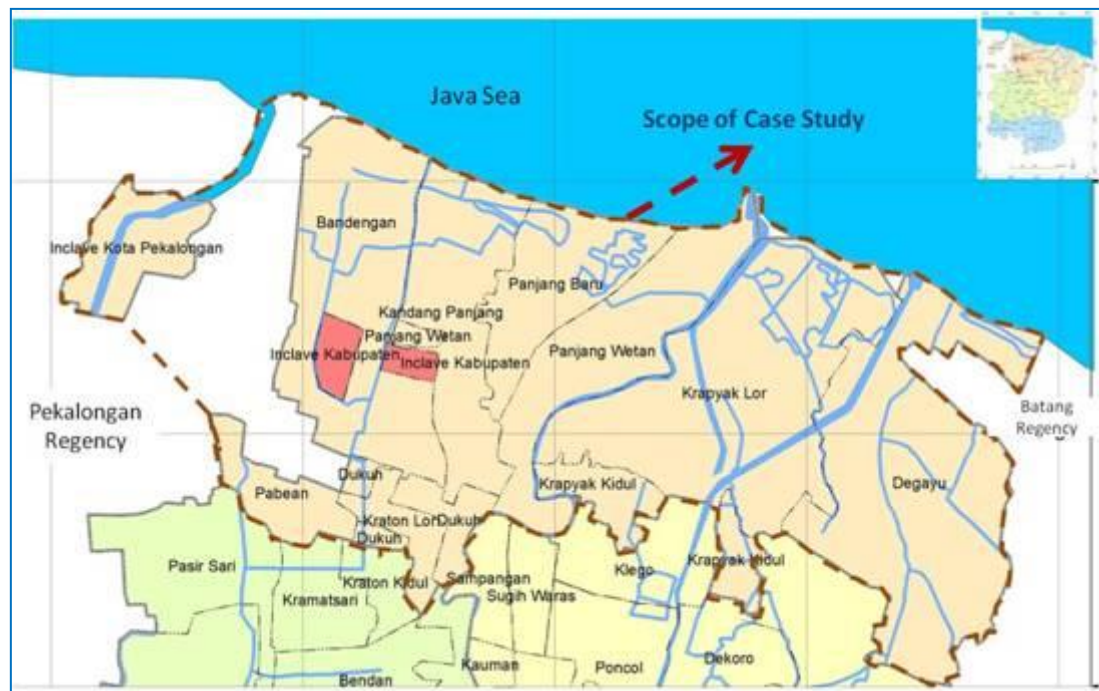 Java Sea
Scope of Case Study
Bandengan
Inclave Kota Pekalongan
Panjang Baru
Kandang Panjang
Panjang Wetan
Inclave Kabupaten
Inclave Kabupaten
Panjang Wetan
Krapyak Lor
Pekalongan
Regency
Batang
Regency
Dukuh
Krapyak Kidul
Degayu
Pabean
Kraton Lor
Dukuh
Dukuh
Pasir Sari
Kraton Kidul
Sampangan
Klego
Krapyak Kidul
Kramatsari
Sugih Waras
Kauman
Poncol
Dekoro
Bendan